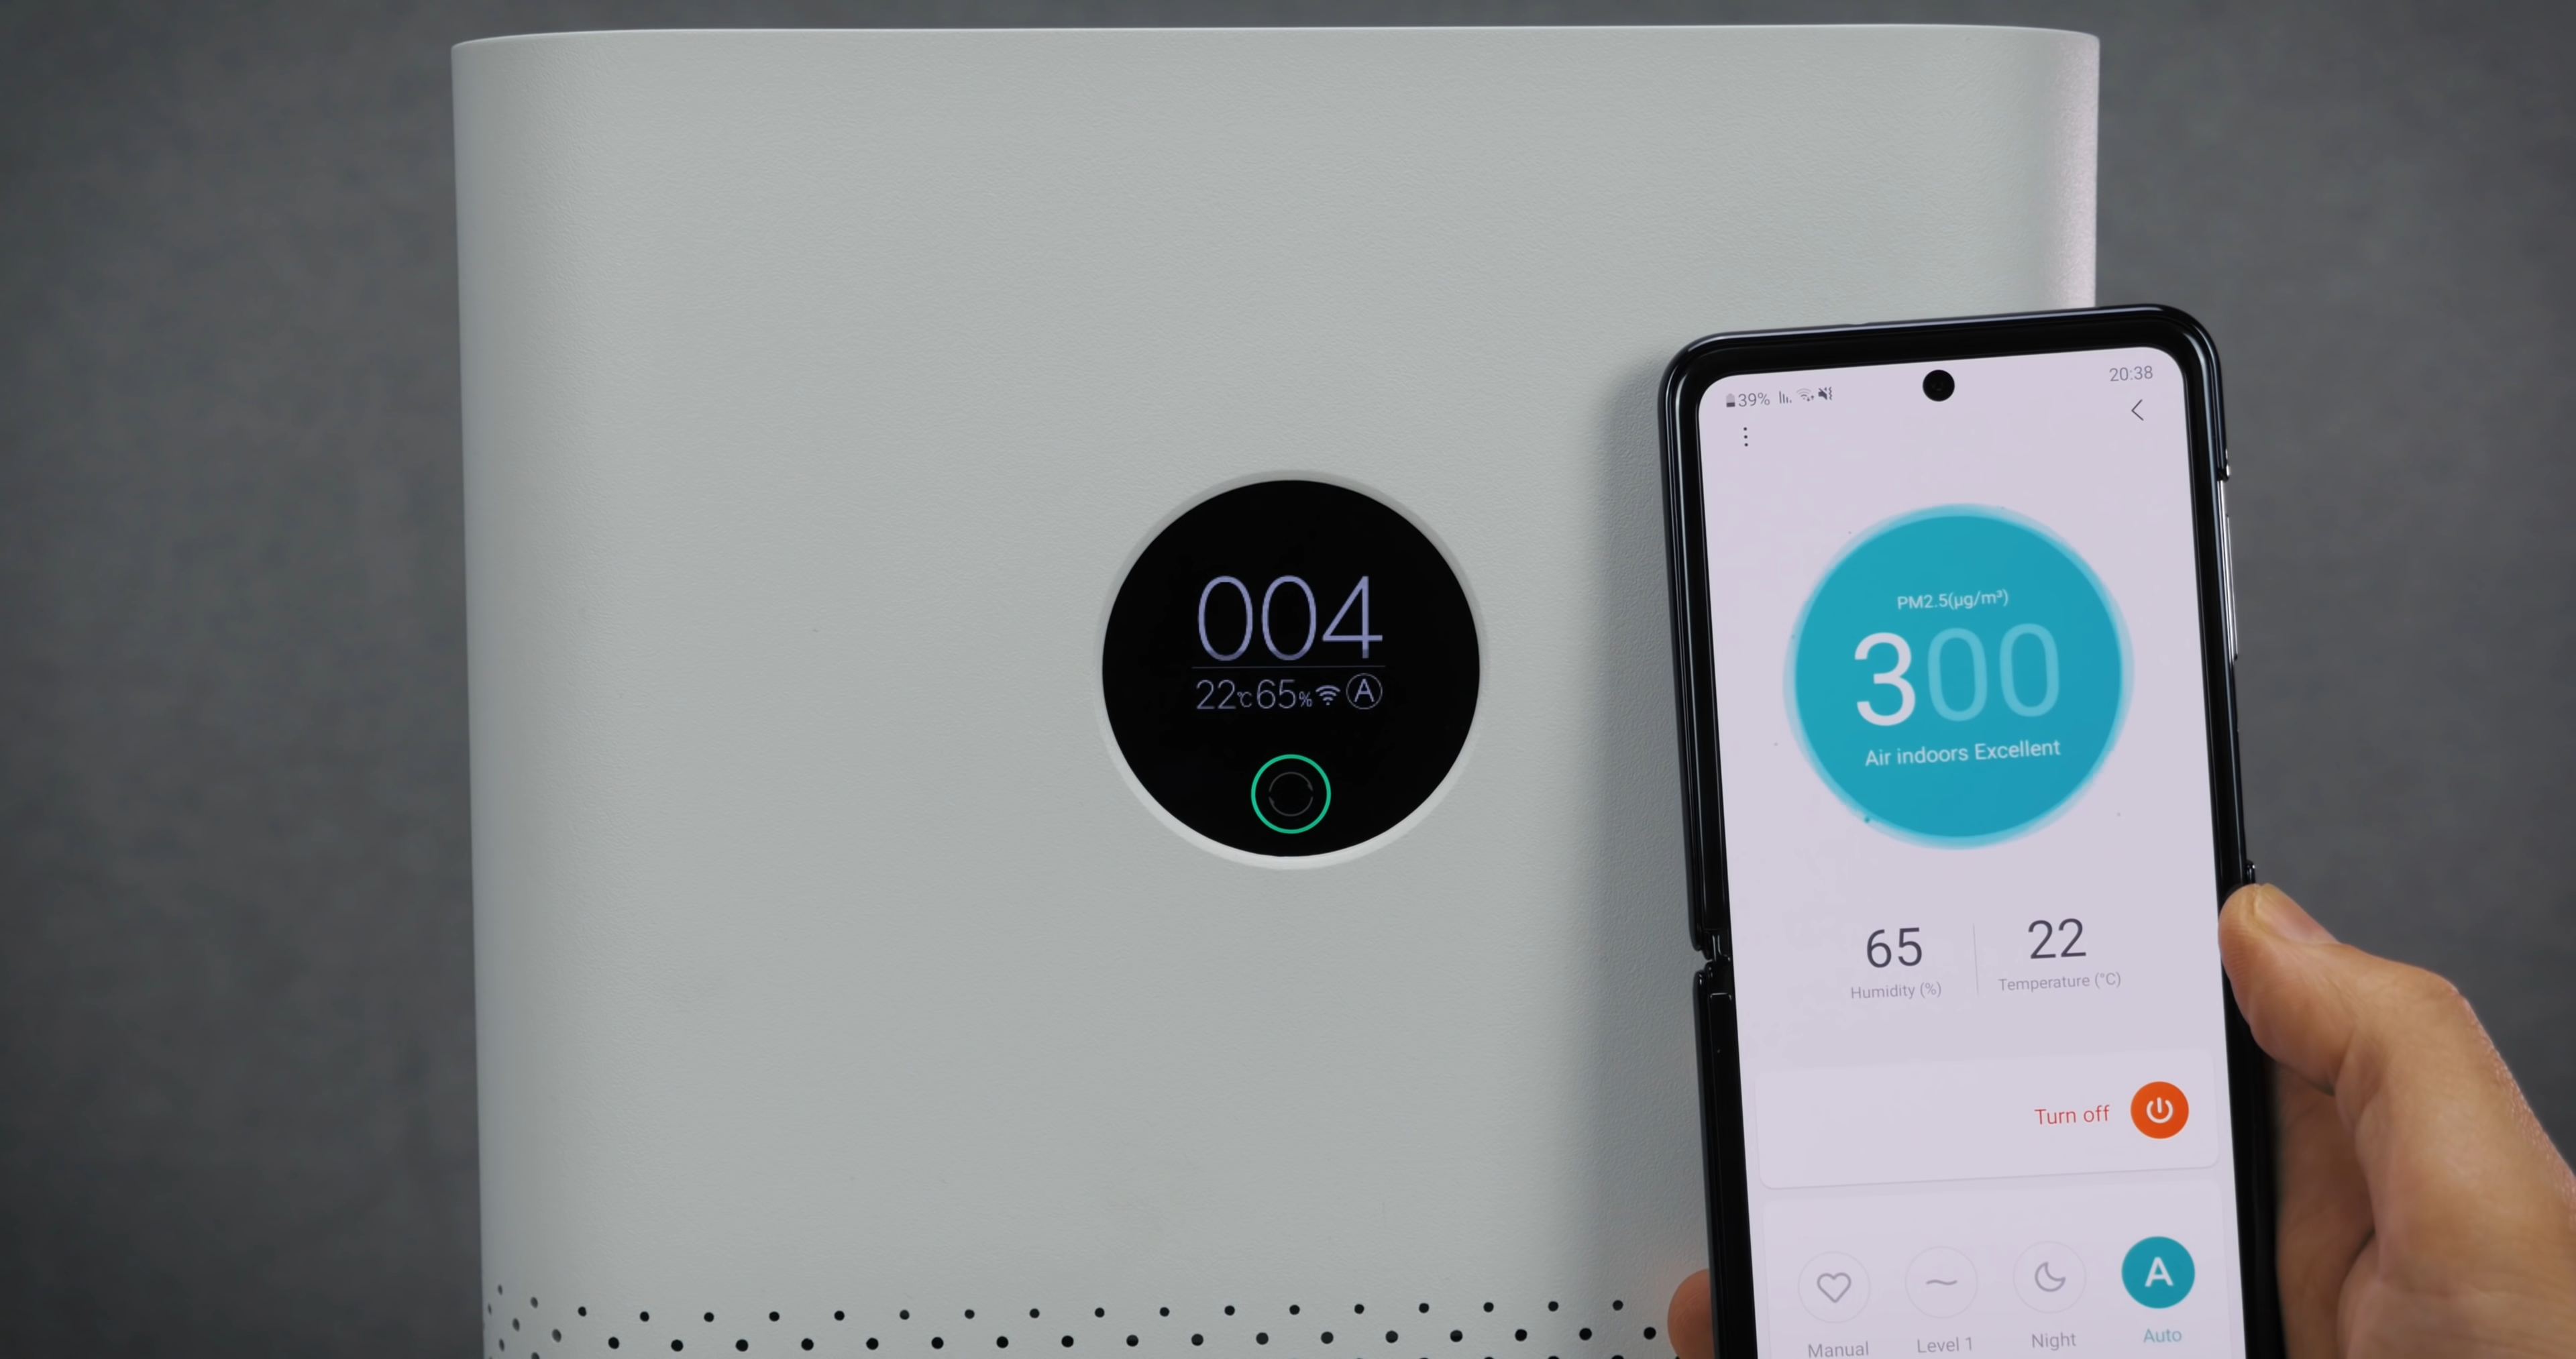 004
22℃65% A
39%
20:38
PM2.5(µg/m³)
300
Air indoors Excellent
65
22
Humidity (%)
Temperature (°C)
Turn off
A
Manual
Level 1
Night
Auto